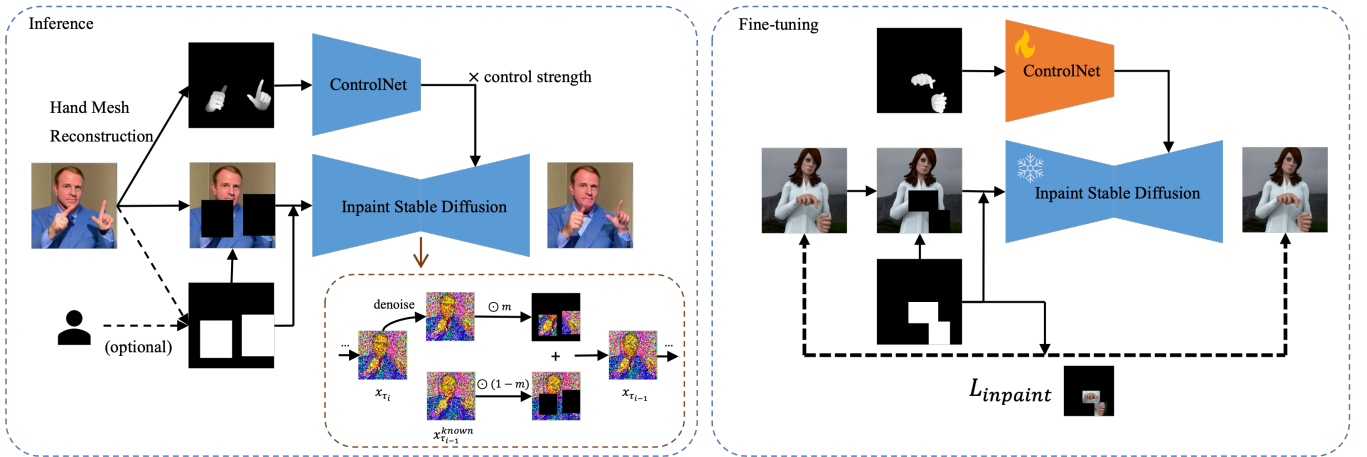 Inference
ControlNet
× control strength
Hand Mesh
Reconstruction
Inpaint Stable Diffusion
(optional)
denoise
⊙ m
...
...
+
x_{τ_i}
x_{τ_{i-1}}
⊙ (1 − m)
x_{τ_{i-1}}^{known}
Fine-tuning
ControlNet
Inpaint Stable Diffusion
L_{inpaint}